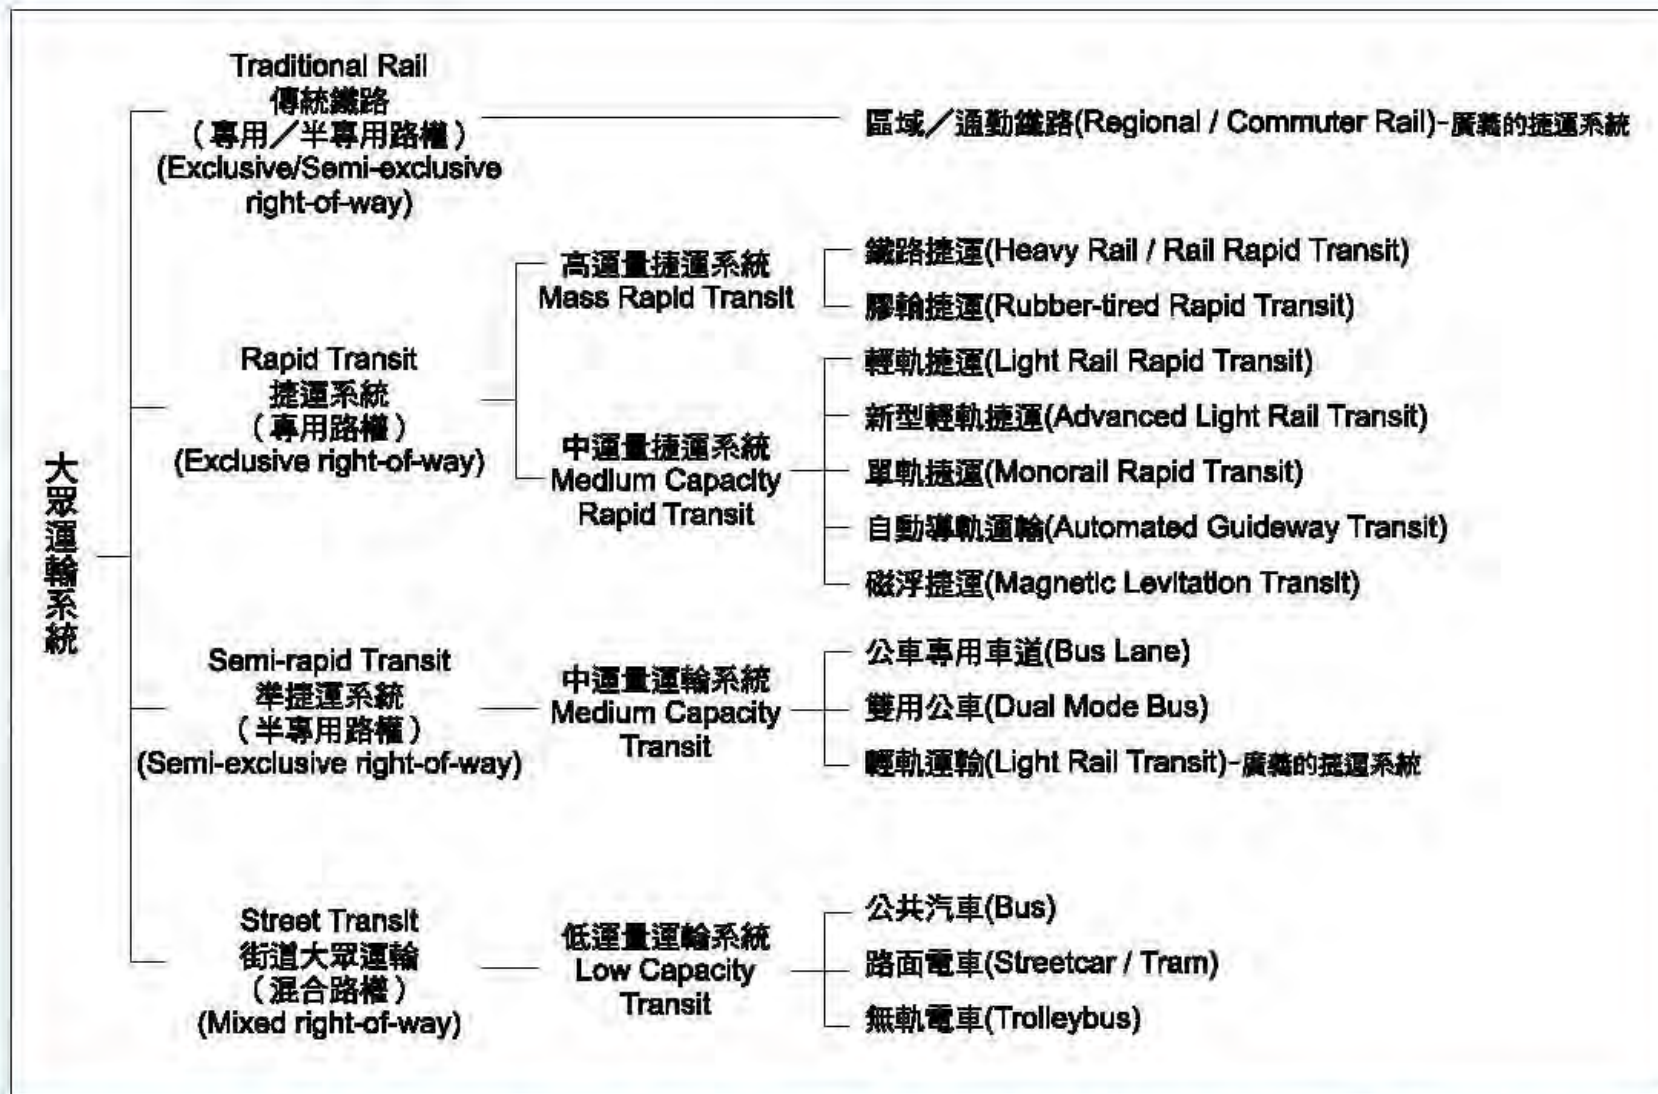 大眾運輸系統
Traditional Rail
傳統鐵路
（專用／半專用路權）
(Exclusive/Semi-exclusive
right-of-way)
區域／通勤鐵路(Regional / Commuter Rail)-廣義的捷運系統
Rapid Transit
捷運系統
（專用路權）
(Exclusive right-of-way)
高運量捷運系統
Mass Rapid Transit
鐵路捷運(Heavy Rail / Rail Rapid Transit)
膠輪捷運(Rubber-tired Rapid Transit)
中運量捷運系統
Medium Capacity
Rapid Transit
輕軌捷運(Light Rail Rapid Transit)
新型輕軌捷運(Advanced Light Rail Transit)
單軌捷運(Monorail Rapid Transit)
自動導軌運輸(Automated Guideway Transit)
磁浮捷運(Magnetic Levitation Transit)
Semi-rapid Transit
準捷運系統
（半專用路權）
(Semi-exclusive right-of-way)
中運量運輸系統
Medium Capacity
Transit
公車專用車道(Bus Lane)
雙用公車(Dual Mode Bus)
輕軌運輸(Light Rail Transit)-廣義的捷運系統
Street Transit
街道大眾運輸
（混合路權）
(Mixed right-of-way)
低運量運輸系統
Low Capacity
Transit
公共汽車(Bus)
路面電車(Streetcar / Tram)
無軌電車(Trolleybus)